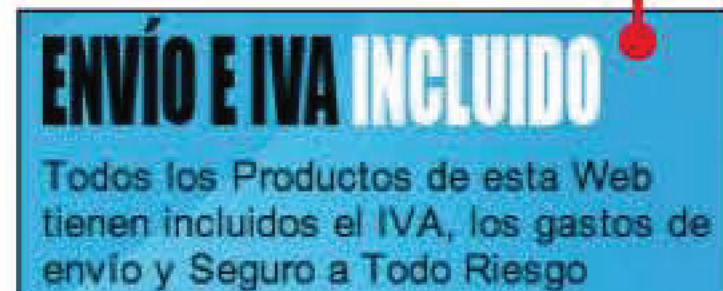 ENVÍO E IVA INCLUIDO
Todos los Productos de esta Web
tienen incluidos el IVA, los gastos de
envío y Seguro a Todo Riesgo